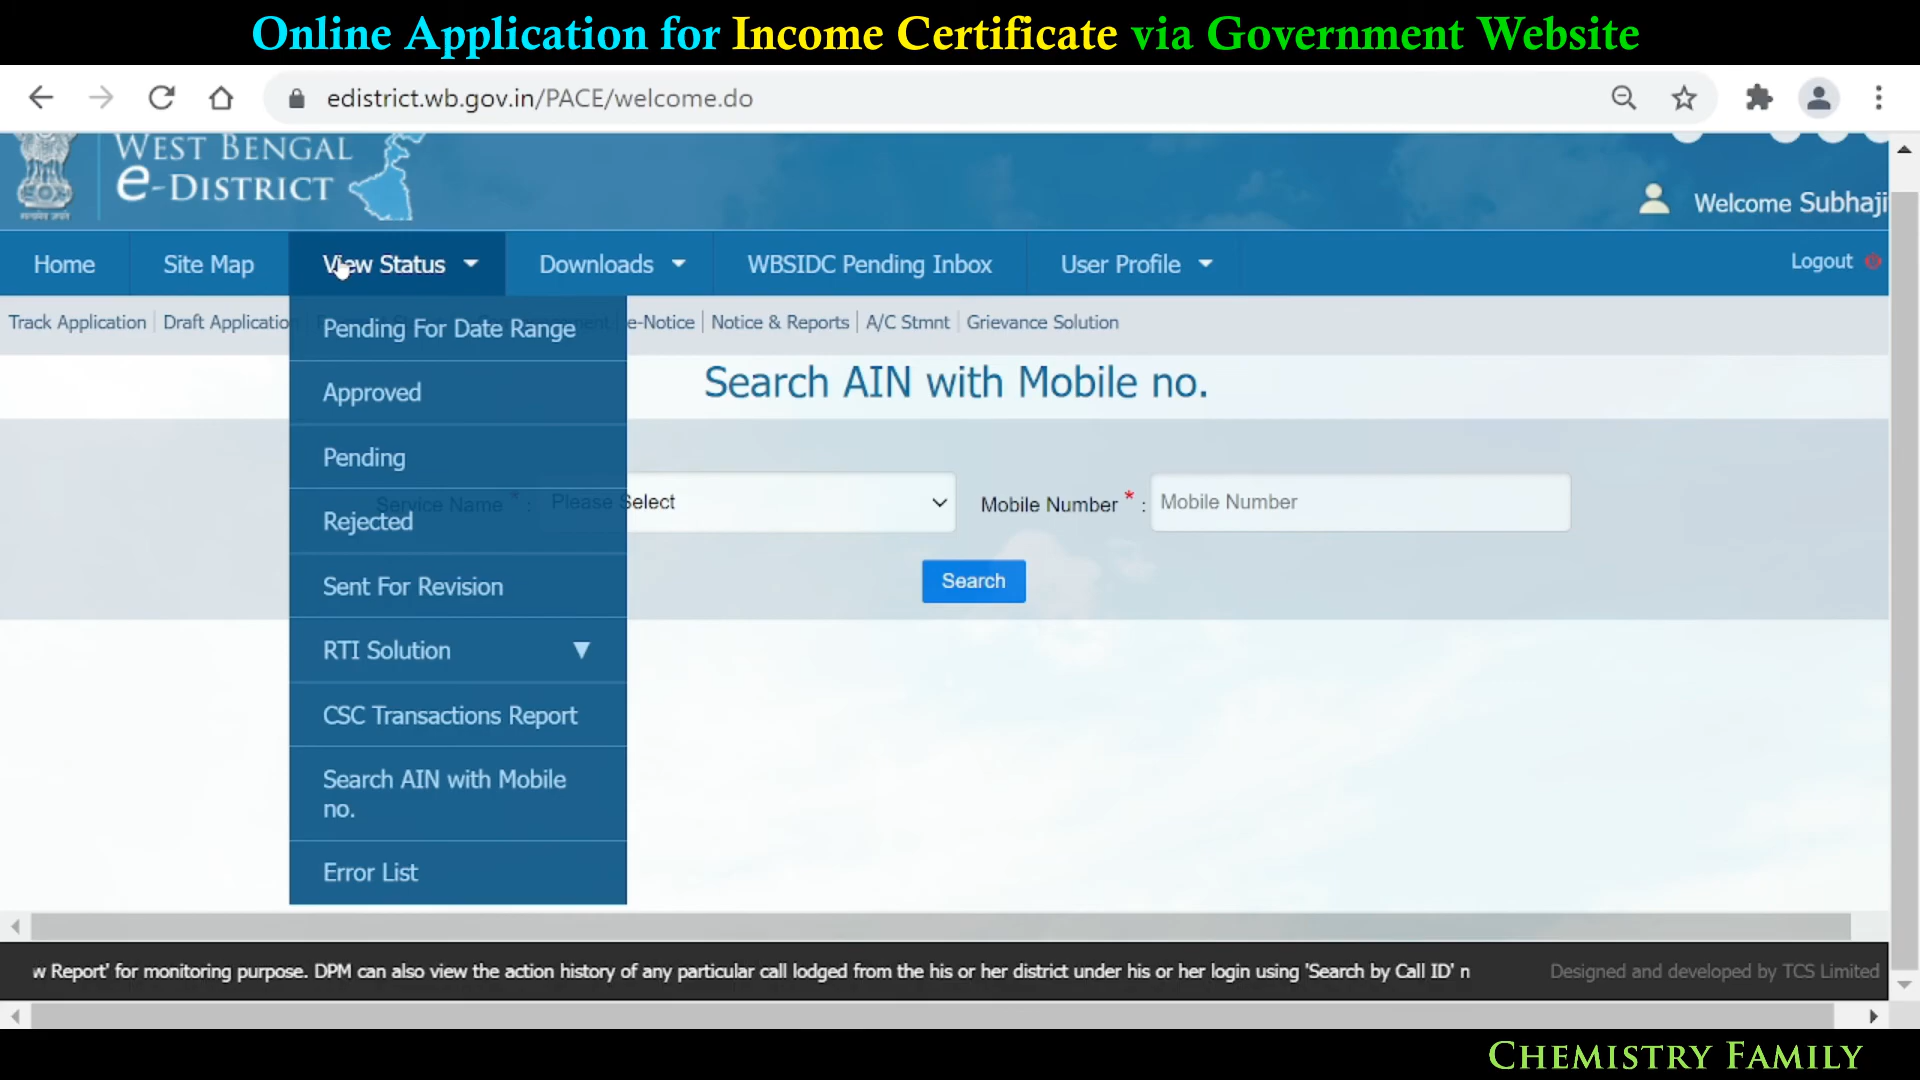 Online Application for Income Certificate via Government Website
edistrict.wb.gov.in/PACE/welcome.do
WEST BENGAL
e-DISTRICT
Welcome Subhaji
Home
Site Map
View Status
Downloads
WBSIDC Pending Inbox
User Profile
Logout
Track Application
Draft Application
e-Notice
Notice & Reports
A/C Stmnt
Grievance Solution
Pending For Date Range
Approved
Pending
Rejected
Sent For Revision
RTI Solution
CSC Transactions Report
Search AIN with Mobile
no.
Error List
Search AIN with Mobile no.
Service Name * :
Please Select
Mobile Number * :
Mobile Number
Search
w Report' for monitoring purpose. DPM can also view the action history of any particular call lodged from the his or her district under his or her login using 'Search by Call ID' n
Designed and developed by TCS Limited
CHEMISTRY FAMILY